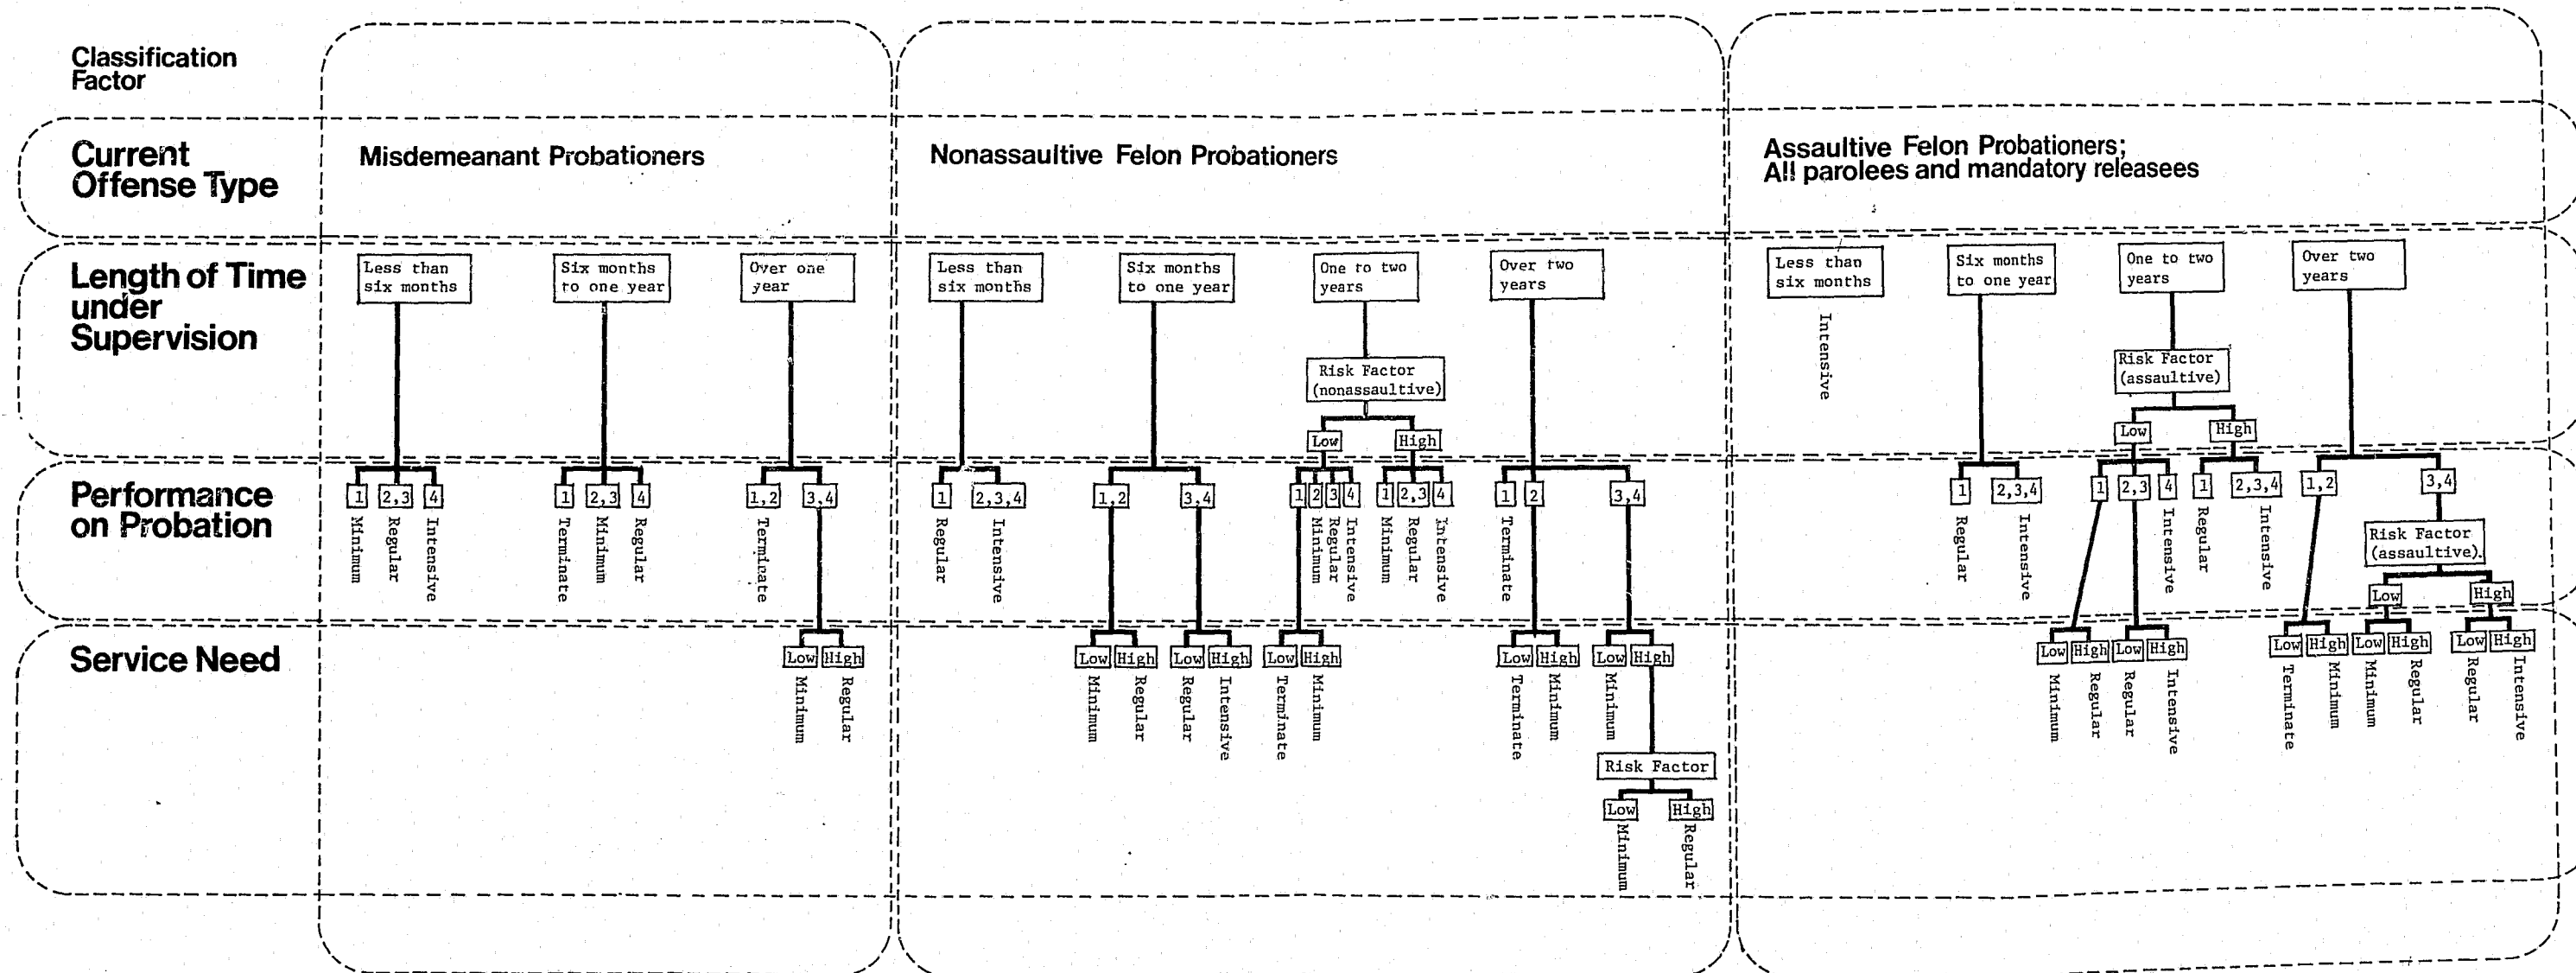 Classification
Factor
Current
Offense Type
Misdemeanant Probationers
Nonassaultive Felon Probationers
Assaultive Felon Probationers;
All parolees and mandatory releasees
Length of Time
under
Supervision
Less than
six months
Six months
to one year
Over one
year
Less than
six months
Six months
to one year
One to two
years
Over two
years
Less than
six months
Six months
to one year
One to two
years
Over two
years
Intensive
Risk Factor
(nonassaultive)
Low
High
Risk Factor
(assaultive)
Low
High
Performance
on Probation
1
2,3
4
1
2,3
4
1,2
3,4
1
2,3,4
1,2
3,4
1
2
3
4
1
2,3
4
1
2
3,4
1
2,3,4
1
2,3
4
1
2,3,4
1,2
3,4
Minimum
Regular
Intensive
Terminate
Minimum
Regular
Terminate
Regular
Intensive
Minimum
Regular
Intensive
Minimum
Regular
Intensive
Terminate
Regular
Intensive
Intensive
Regular
Intensive
Risk Factor
(assaultive).
Low
High
Service Need
Low
High
Low
High
Low
High
Low
High
Low
High
Low
High
Low
High
Low
High
Low
High
Low
High
Low
High
Minimum
Regular
Minimum
Regular
Regular
Intensive
Terminate
Minimum
Terminate
Minimum
Minimum
Minimum
Regular
Regular
Intensive
Terminate
Minimum
Minimum
Regular
Regular
Intensive
Risk Factor
Low
High
Minimum
Regular